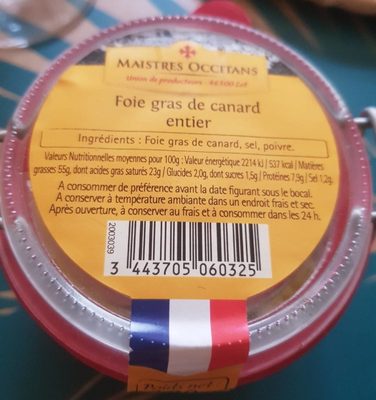 MAISTRES OCCITANS
Union de producteurs - 46500
Foie gras de canard
entier
Ingrédients : Foie gras de canard, sel, poivre.
Valeurs Nutritionnelles moyennes pour 100g : Valeur énergétique 2214 kJ / 537 kcal / Matières
grasses 55g, dont acides gras saturés 23g / Glucides 2,0g, dont sucres 1,5g / Protéines 7,9g / Sel 1,2g.
A consommer de préférence avant la date figurant sous le bocal.
A conserver à température ambiante dans un endroit frais et sec.
Après ouverture, à conserver au frais et à consommer dans les 24 h.
2003039
3 443705 060325
Poids net